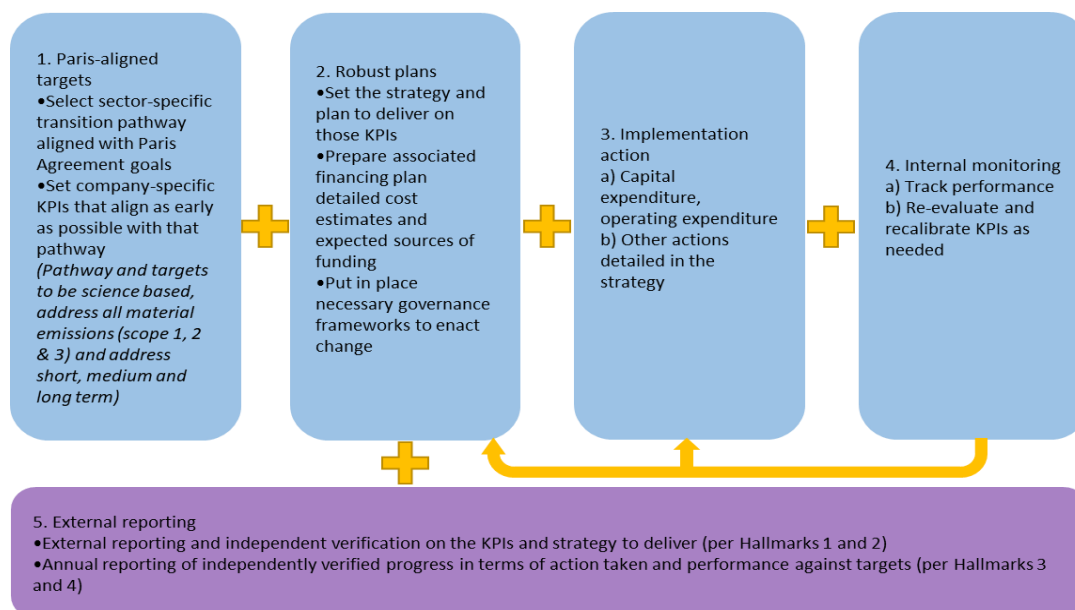 1. Paris-aligned
targets
•Select sector-specific
transition pathway
aligned with Paris
Agreement goals
•Set company-specific
KPIs that align as early
as possible with that
pathway
(Pathway and targets
to be science based,
address all material
emissions (scope 1, 2
& 3) and address
short, medium and
long term)
2. Robust plans
•Set the strategy and
plan to deliver on
those KPIs
•Prepare associated
financing plan
detailed cost
estimates and
expected sources of
funding
•Put in place
necessary governance
frameworks to enact
change
3. Implementation
action
a) Capital
expenditure,
operating expenditure
b) Other actions
detailed in the
strategy
4. Internal monitoring
a) Track performance
b) Re-evaluate and
recalibrate KPIs as
needed
5. External reporting
•External reporting and independent verification on the KPIs and strategy to deliver (per Hallmarks 1 and 2)
•Annual reporting of independently verified progress in terms of action taken and performance against targets (per Hallmarks 3
and 4)